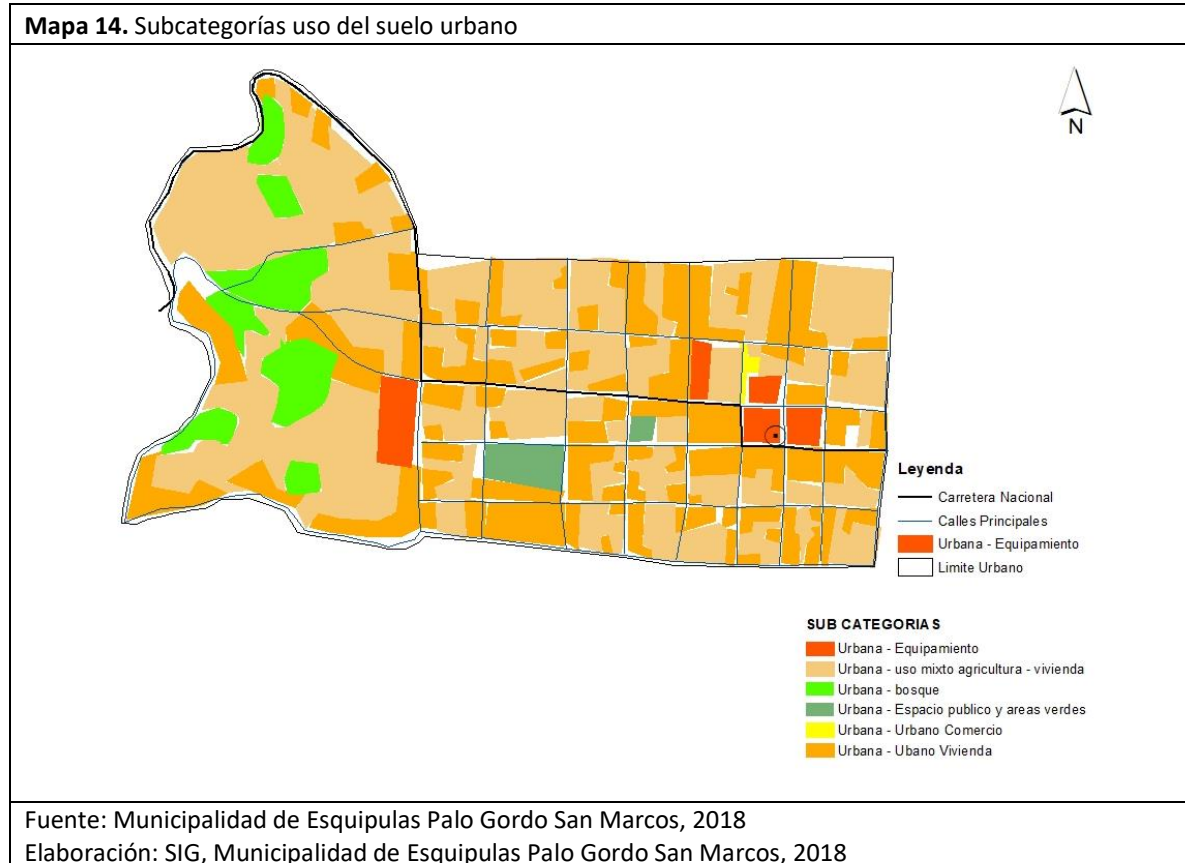 Mapa 14. Subcategorías uso del suelo urbano
N
Leyenda
Carretera Nacional
Calles Principales
Urbana - Equipamiento
Limite Urbano
SUB CATEGORIAS
Urbana - Equipamiento
Urbana - uso mixto agricultura - vivienda
Urbana - bosque
Urbana - Espacio publico y areas verdes
Urbana - Urbano Comercio
Urbana - Ubano Vivienda
Fuente: Municipalidad de Esquipulas Palo Gordo San Marcos, 2018
Elaboración: SIG, Municipalidad de Esquipulas Palo Gordo San Marcos, 2018